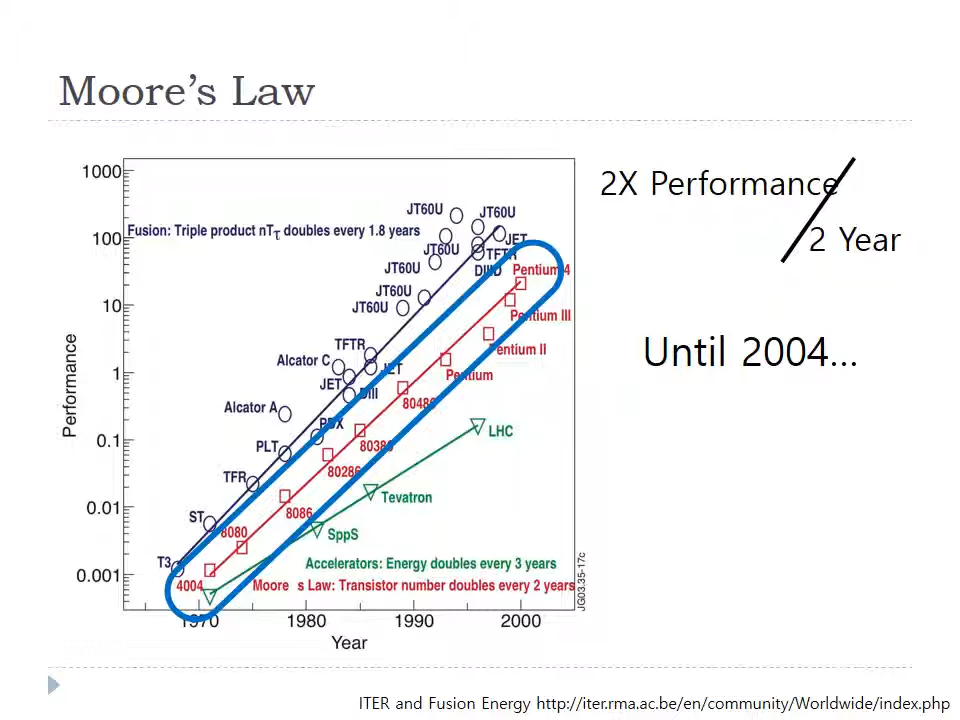 Moore's Law
1000
100
10
1
0.1
0.01
0.001
Performance
1970
1980
1990
2000
Year
Fusion: Triple product nTτ doubles every 1.8 years
JT60U
JT60U
JT60U
JET
TFTR
DIIID
JT60U
JT60U
JT60U
TFTR
Alcator C
JET
JET
DIII
Alcator A
PDX
PLT
TFR
ST
T3
Pentium 4
Pentium III
Pentium II
Pentium
80486
80386
80286
8086
8080
4004
LHC
Tevatron
SppS
Accelerators: Energy doubles every 3 years
Moore s Law: Transistor number doubles every 2 years
JG03.35-17c
2X Performance
2 Year
Until 2004...
ITER and Fusion Energy http://iter.rma.ac.be/en/community/Worldwide/index.php